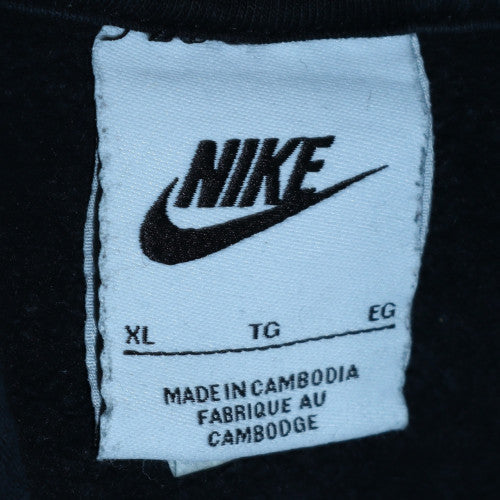 NIKE
XL TG EG
MADE IN CAMBODIA
FABRIQUE AU
CAMBODGE